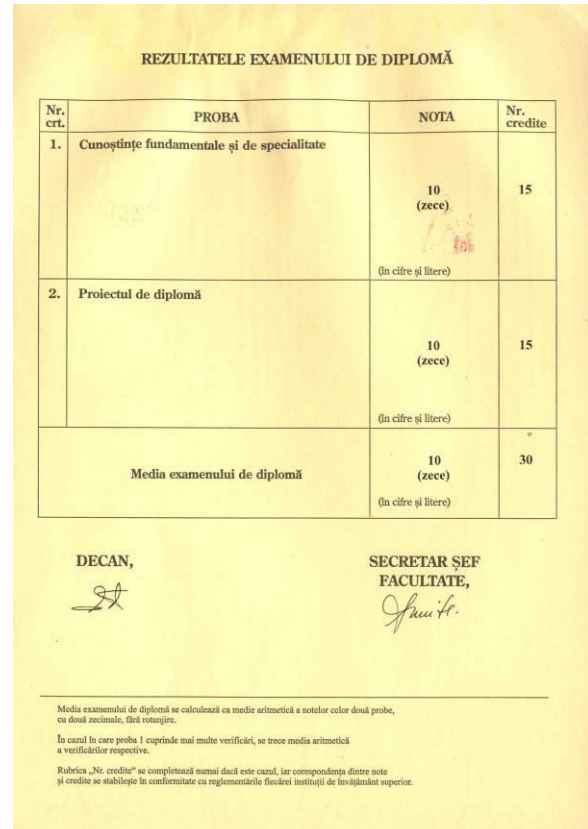 REZULTATELE EXAMENULUI DE DIPLOMĂ
Nr. crt. PROBA NOTA Nr. credite
1. Cunoștințe fundamentale și de specialitate
10 15
(zece)
(în cifre și litere)
2. Proiectul de diplomă
10 15
(zece)
(în cifre și litere)
Media examenului de diplomă 10 30
(zece)
(în cifre și litere)
DECAN, SECRETAR ȘEF
FACULTATE,
Media examenului de diplomă se calculează ca medie aritmetică a notelor celor două probe,
cu două zecimale, fără rotunjire.
În cazul în care proba 1 cuprinde mai multe verificări, se trece media aritmetică
a verificărilor respective.
Rubrica „Nr. credite“ se completează numai dacă este cazul, iar corespondența dintre note
și credite se stabilește în conformitate cu reglementările fiecărei instituții de învățământ superior.